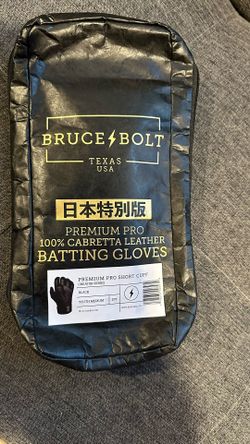 BRUCE BOLT
TEXAS
USA
日本特別版
PREMIUM PRO
100% CABRETTA LEATHER
BATTING GLOVES
PREMIUM PRO SHORT CUFF
BLACK